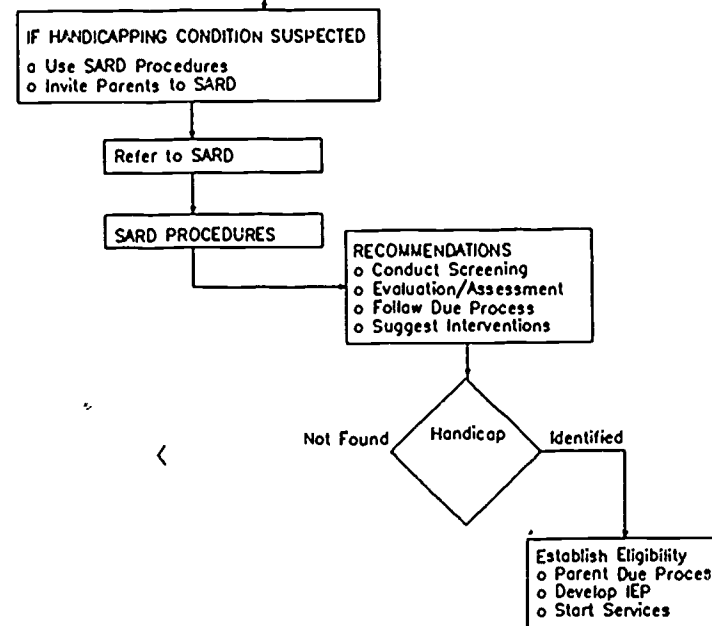 IF HANDICAPPING CONDITION SUSPECTED
a Use SARD Procedures
o Invite Parents to SARD
Refer to SARD
SARD PROCEDURES
RECOMMENDATIONS
o Conduct Screening
o Evaluation/Assessment
o Follow Due Process
o Suggest Interventions
Not Found
Handicap
Identified
Establish Eligibility
o Parent Due Proces
o Develop IEP
o Start Services